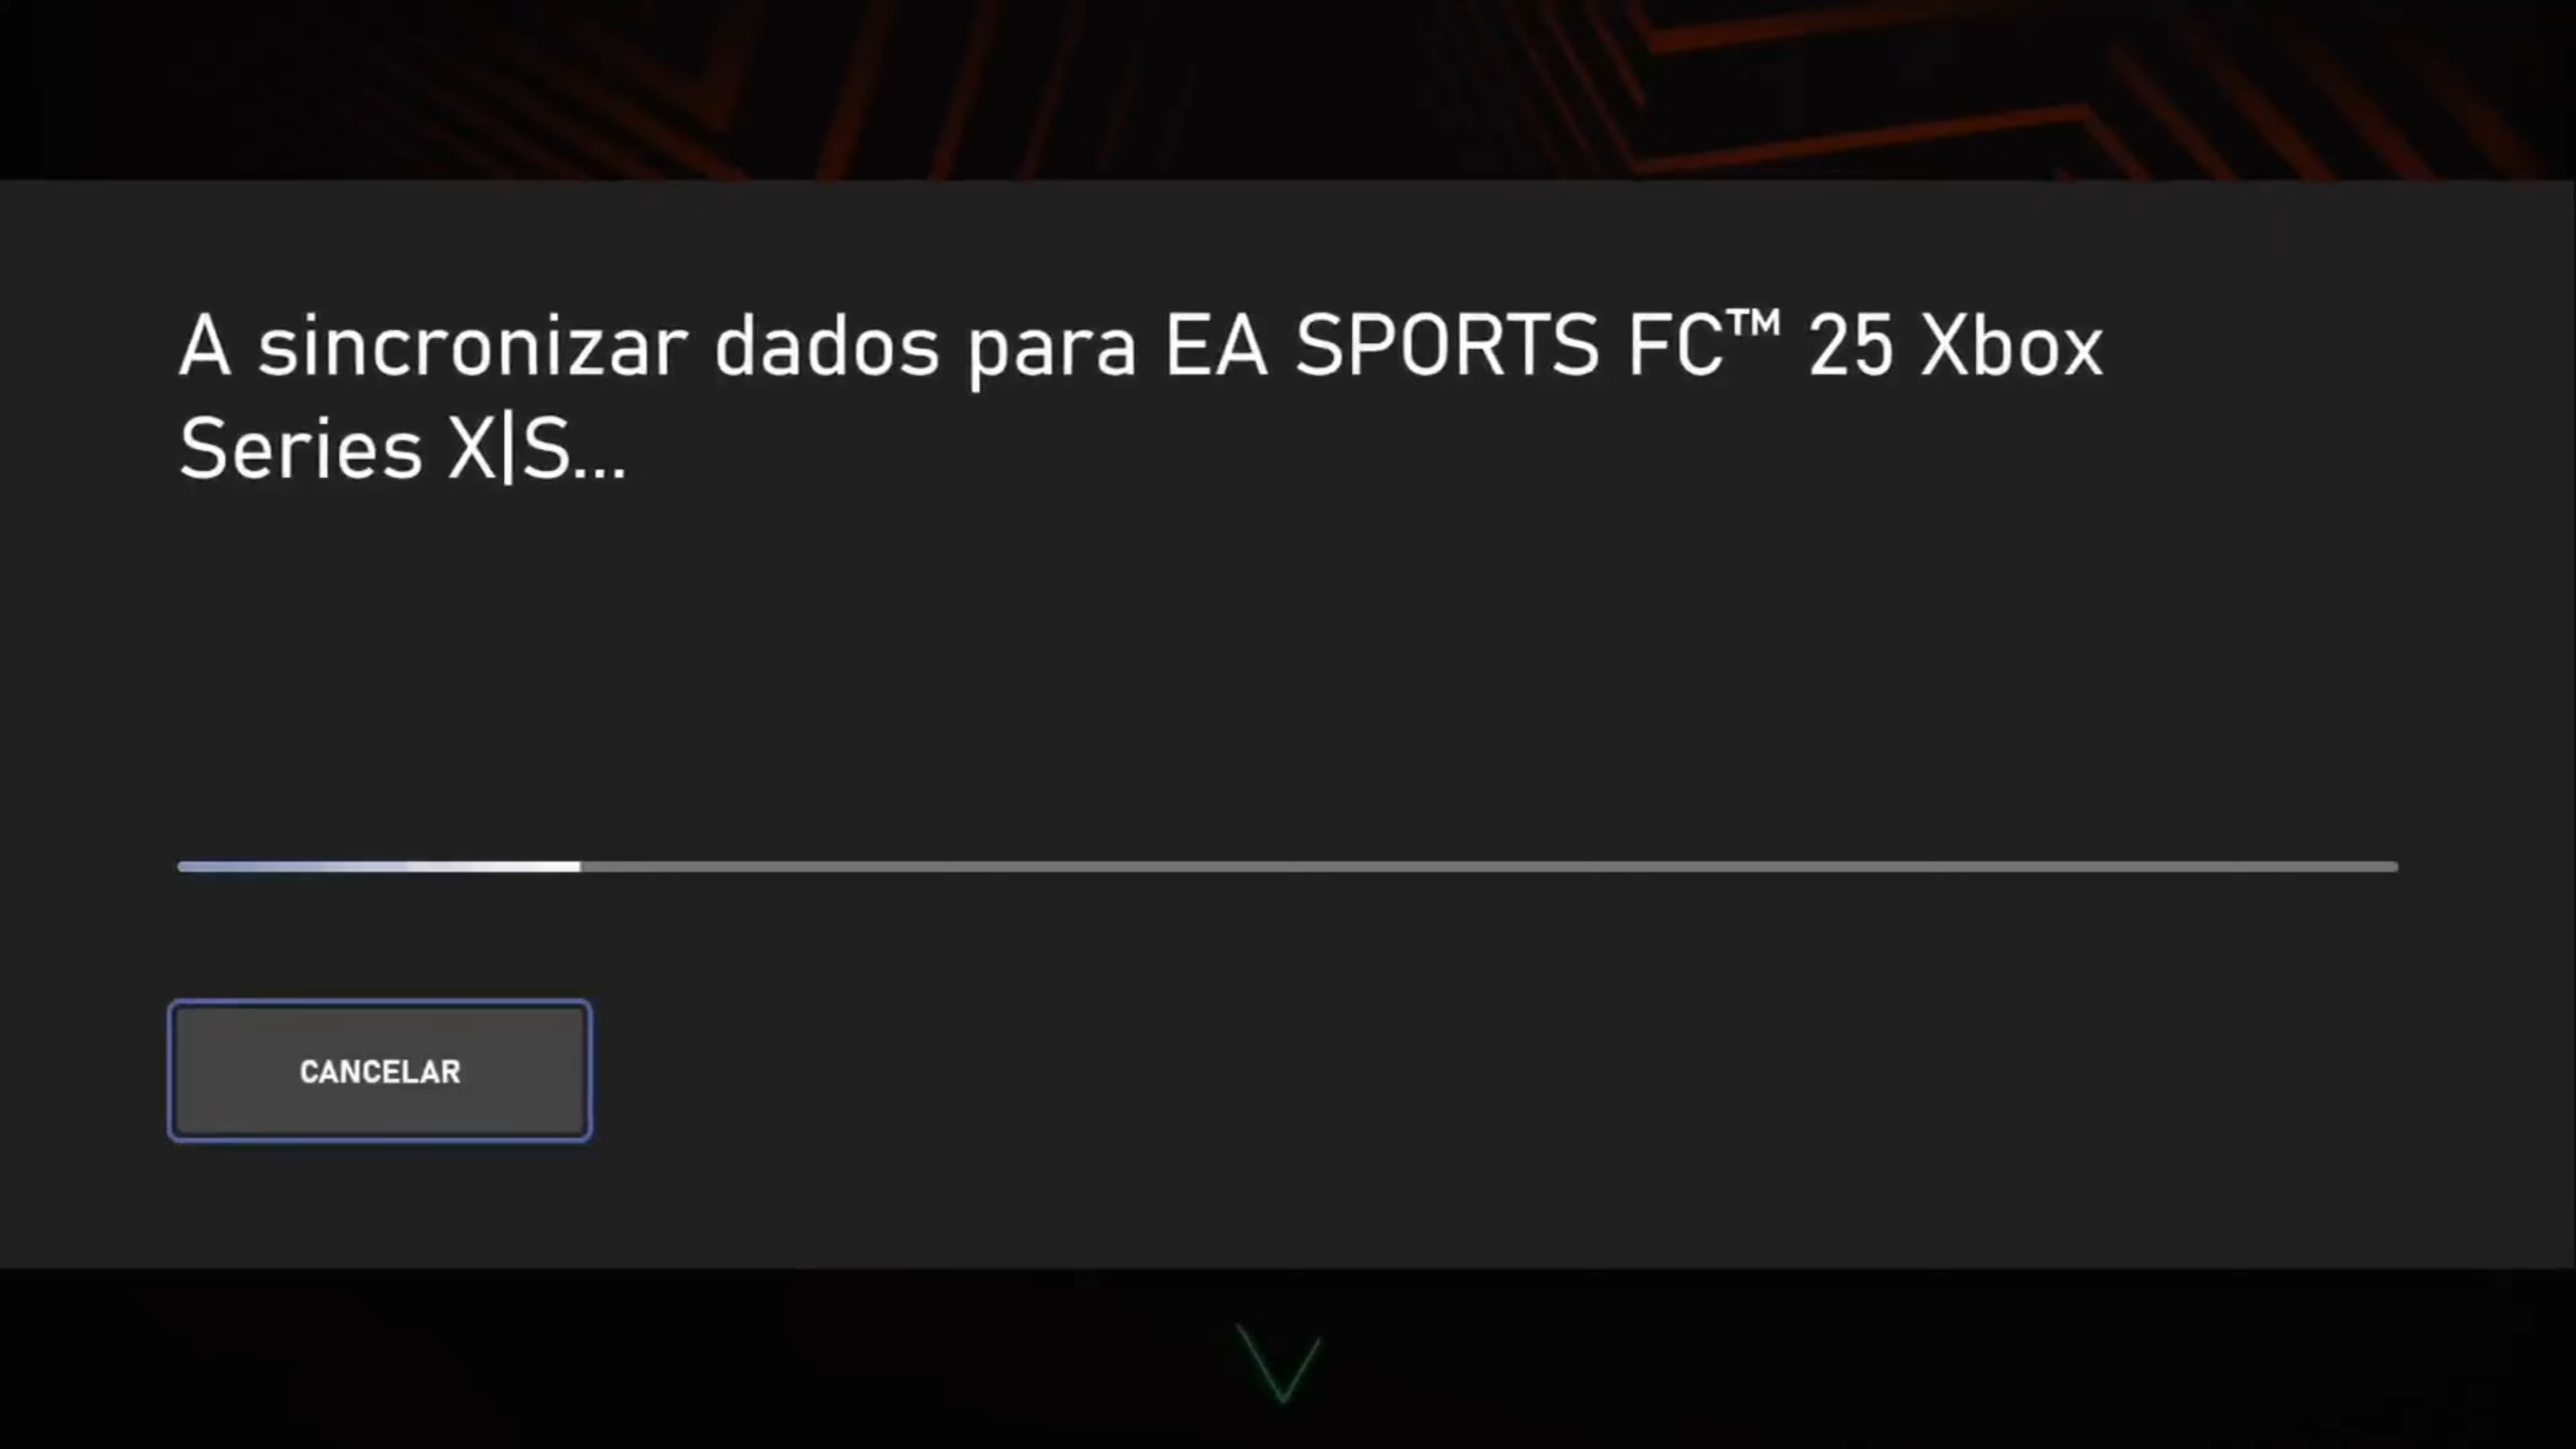 A sincronizar dados para EA SPORTS FC™ 25 Xbox
Series X|S...
CANCELAR